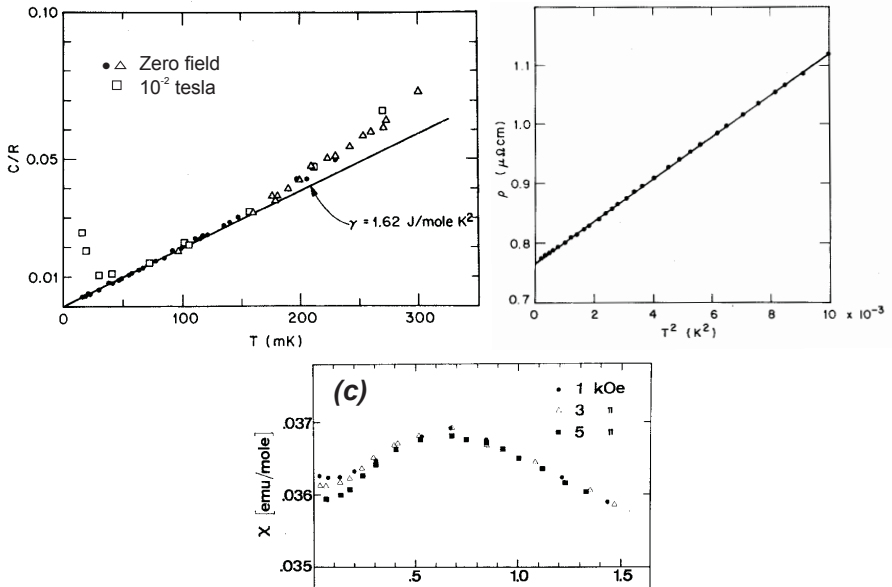 0.10
0.05
0.01
C/R
Zero field
10⁻² tesla
γ = 1.62 J/mole K²
0
100
200
300
T (mK)
1.1
1.0
0.9
0.8
0.7
ρ (μΩcm)
0
2
4
6
8
10 × 10⁻³
T² (K²)
(c)
1 kOe
3 "
5 "
.037
.036
.035
χ [emu/mole]
.5
1.0
1.5